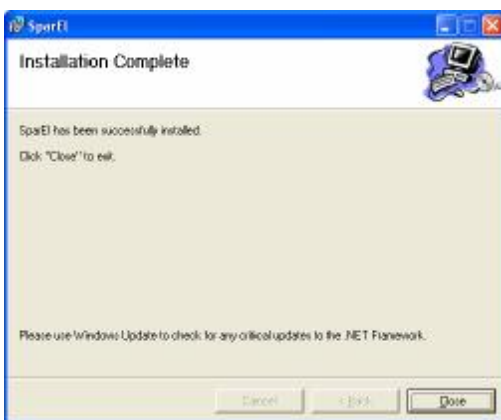 SparEl
Installation Complete
SparEl has been successfully installed.
Click "Close" to exit.
Please use Windows Update to check for any critical updates to the .NET Framework.
Cancel
< Back
Close